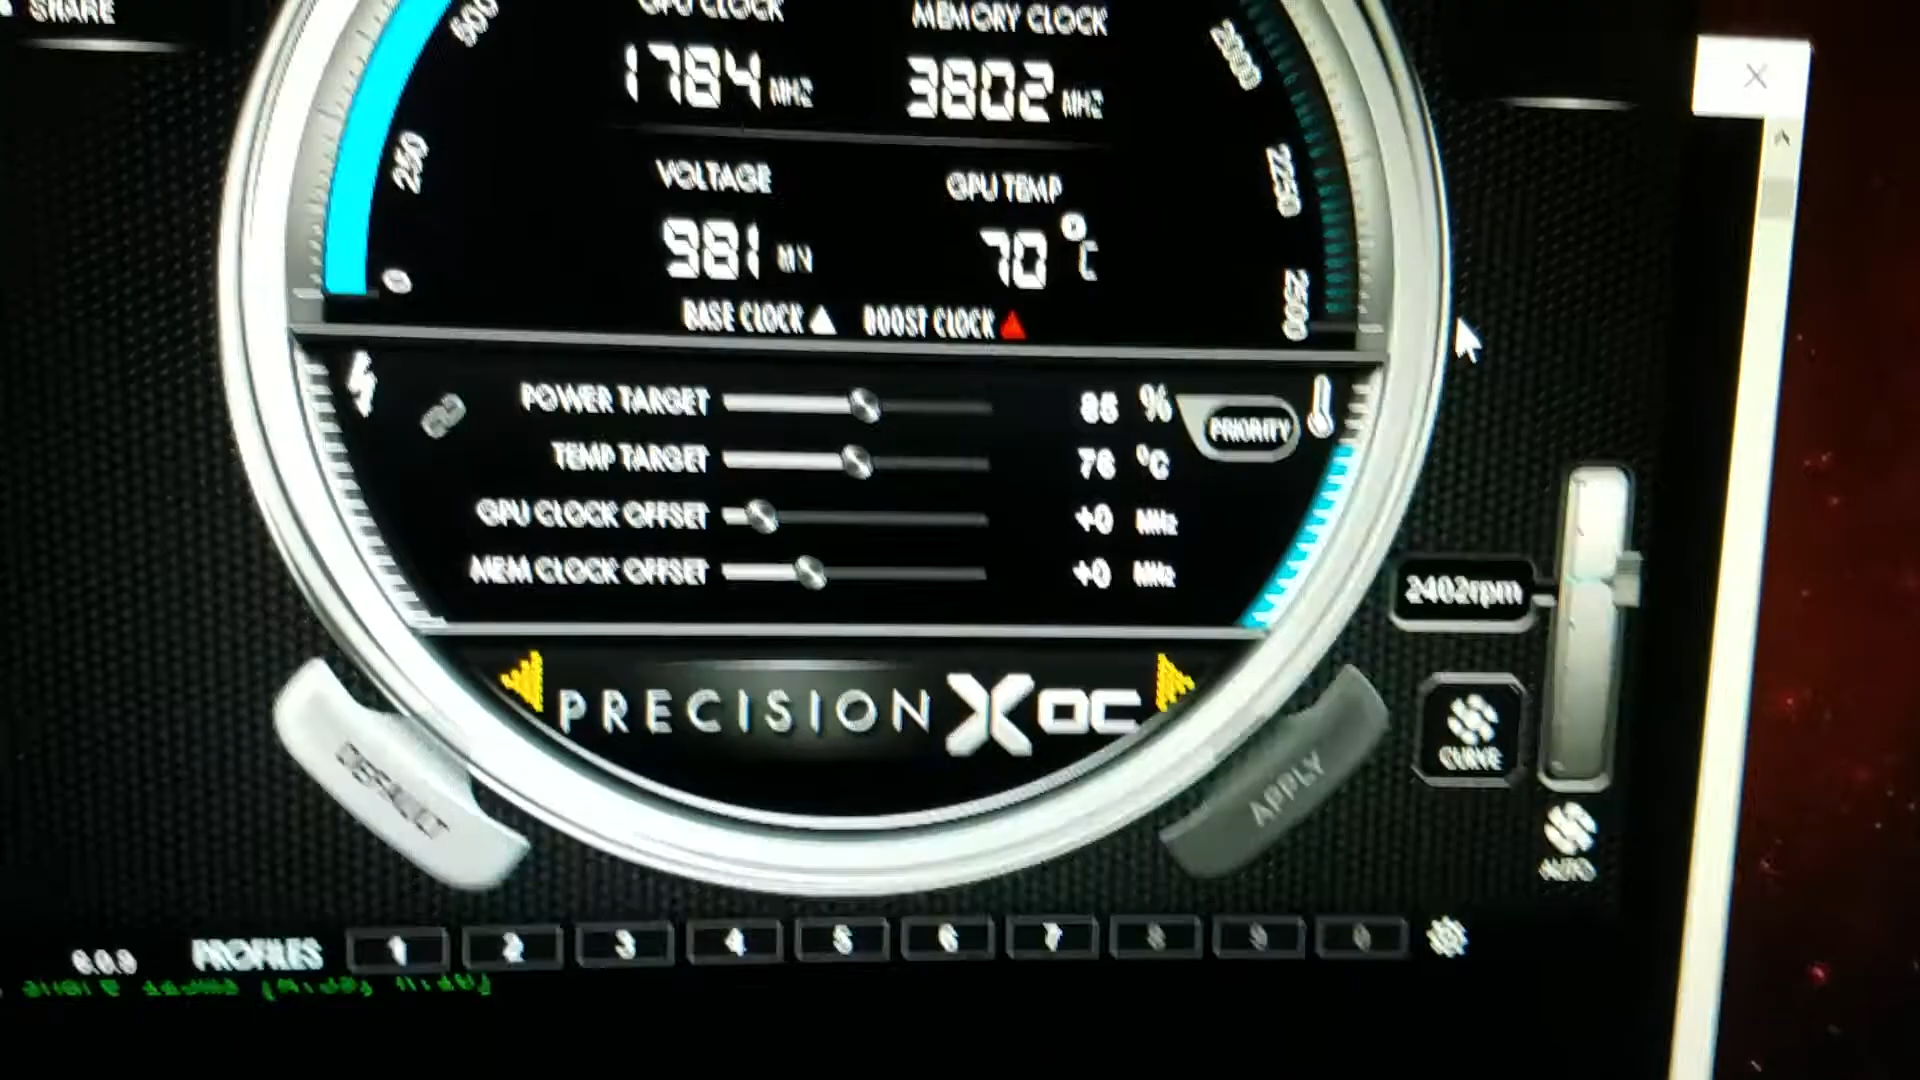 SHARE
GPU CLOCK
MEMORY CLOCK
500
2000
1784 MHZ
3802 MHZ
250
2250
VOLTAGE
GPU TEMP
981 MV
70 °C
0
2500
BASE CLOCK
BOOST CLOCK
POWER TARGET 85 %
PRIORITY
TEMP TARGET 76 °C
GPU CLOCK OFFSET +0 MHz
MEM CLOCK OFFSET +0 MHz
2402rpm
PRECISION X OC
CURVE
DEFAULT
APPLY
AUTO
PROFILES 1 2 3 4 5 6 7 8 9 0